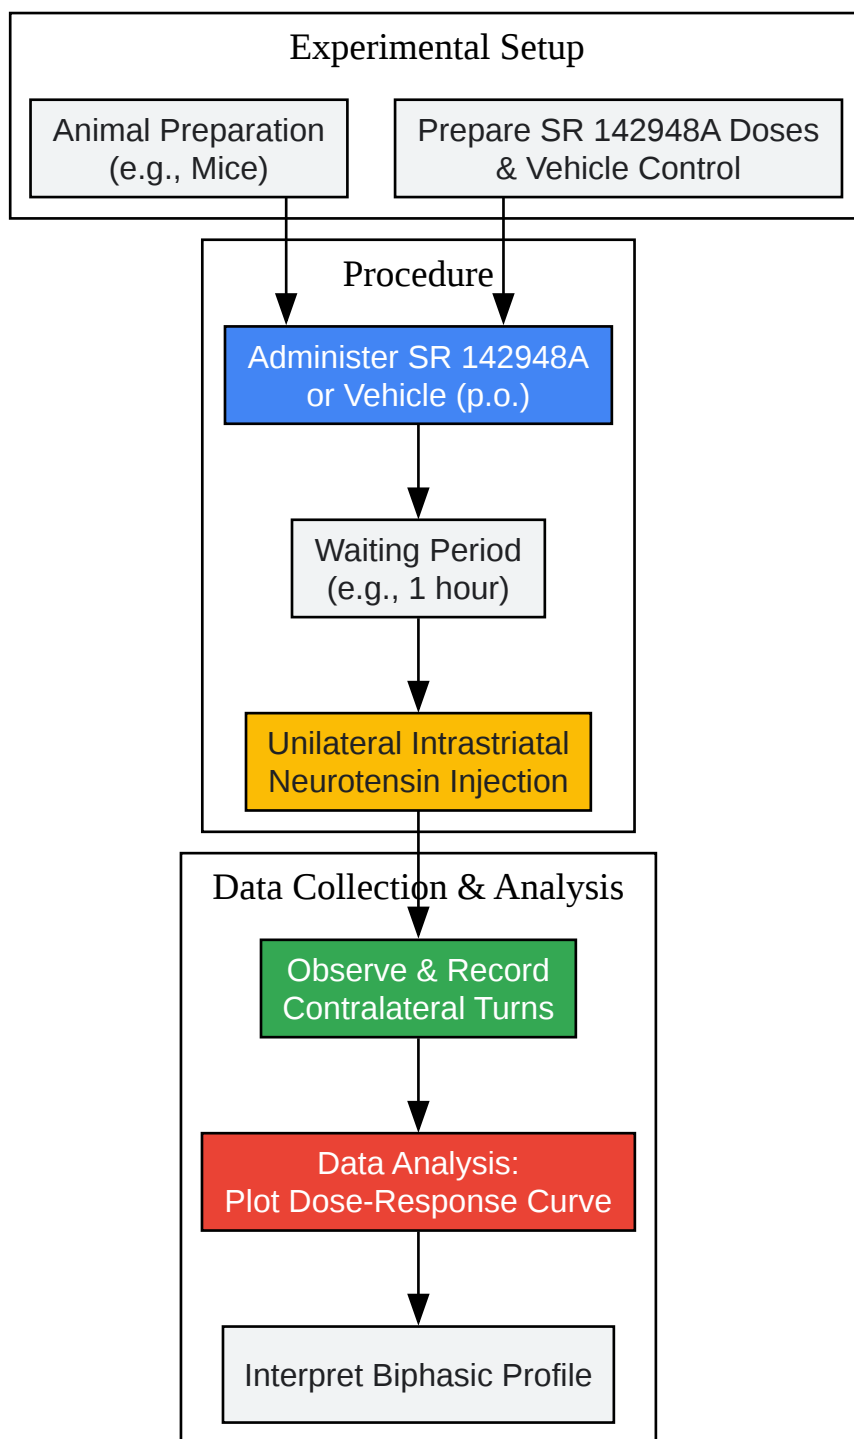 Experimental Setup
Animal Preparation
(e.g., Mice)
Prepare SR 142948A Doses
& Vehicle Control
Procedure
Administer SR 142948A
or Vehicle (p.o.)
Waiting Period
(e.g., 1 hour)
Unilateral Intrastriatal
Neurotensin Injection
Data Collection & Analysis
Observe & Record
Contralateral Turns
Data Analysis:
Plot Dose-Response Curve
Interpret Biphasic Profile